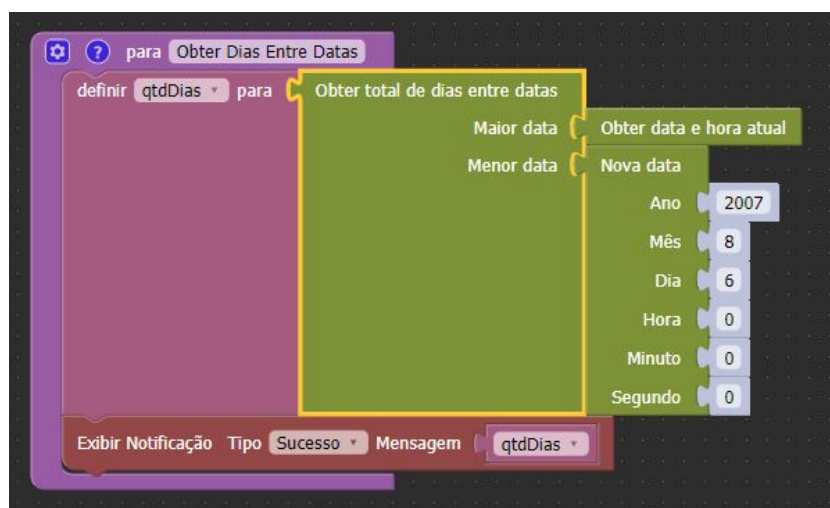 ? para Obter Dias Entre Datas
definir qtdDias para Obter total de dias entre datas
Maior data Obter data e hora atual
Menor data Nova data
Ano 2007
Mês 8
Dia 6
Hora 0
Minuto 0
Segundo 0
Exibir Notificação Tipo Sucesso Mensagem qtdDias